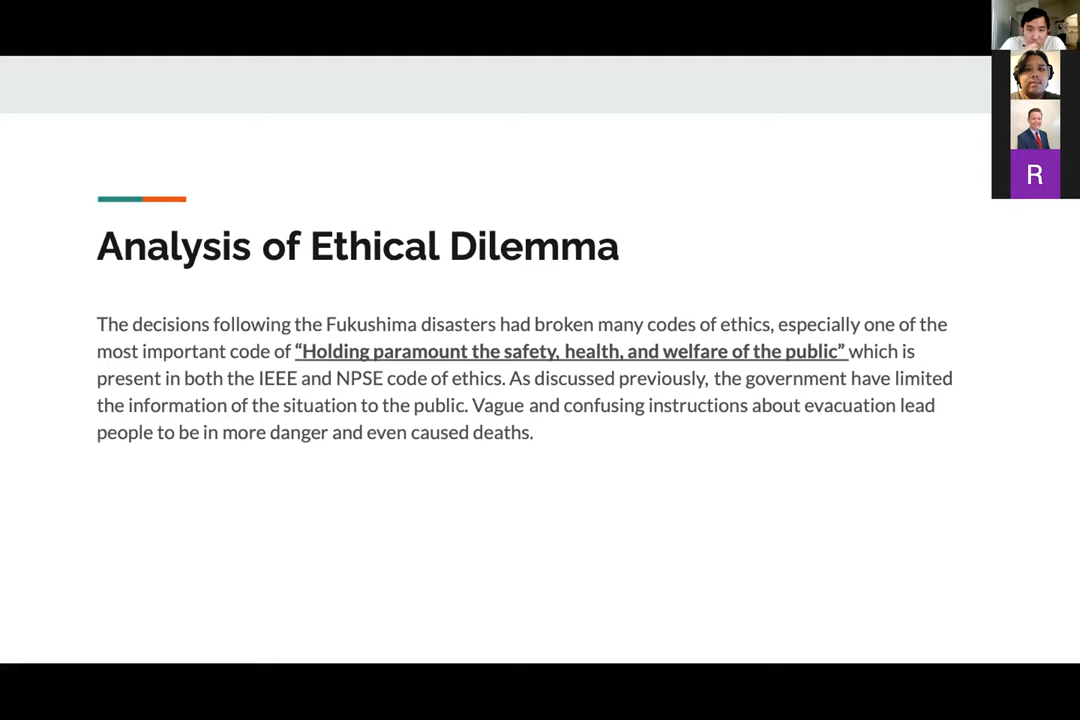 R
Analysis of Ethical Dilemma
The decisions following the Fukushima disasters had broken many codes of ethics, especially one of the
most important code of “Holding paramount the safety, health, and welfare of the public” which is
present in both the IEEE and NPSE code of ethics. As discussed previously, the government have limited
the information of the situation to the public. Vague and confusing instructions about evacuation lead
people to be in more danger and even caused deaths.